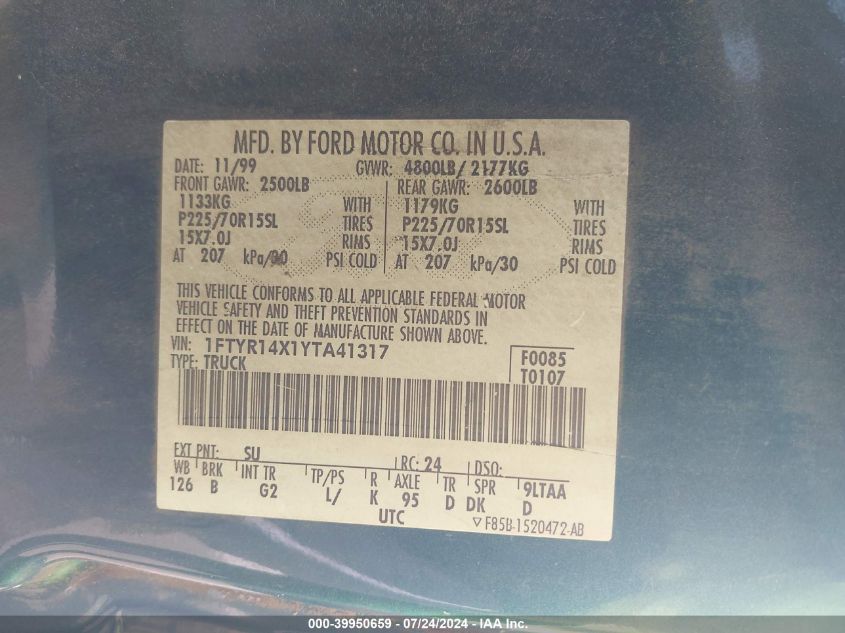 MFD. BY FORD MOTOR CO. IN U.S.A.
DATE: 11/99 GVWR: 4800LB/ 2177KG
FRONT GAWR: 2500LB REAR GAWR: 2600LB
1133KG WITH 1179KG WITH
P225/70R15SL TIRES P225/70R15SL TIRES
15X7.0J RIMS 15X7.0J RIMS
AT 207 kPa/30 PSI COLD AT 207 kPa/30 PSI COLD
THIS VEHICLE CONFORMS TO ALL APPLICABLE FEDERAL MOTOR
VEHICLE SAFETY AND THEFT PREVENTION STANDARDS IN
EFFECT ON THE DATE OF MANUFACTURE SHOWN ABOVE.
VIN: 1FTYR14X1YTA41317 F0085
TYPE: TRUCK T0107
EXT PNT: SU RC: 24 DSO:
WB BRK INT TR TP/PS R AXLE TR SPR 9LTAA
126 B G2 L/ K 95 D DK D
UTC ▽F85B-1520472-AB
000-39950659 - 07/24/2024 - IAA Inc.